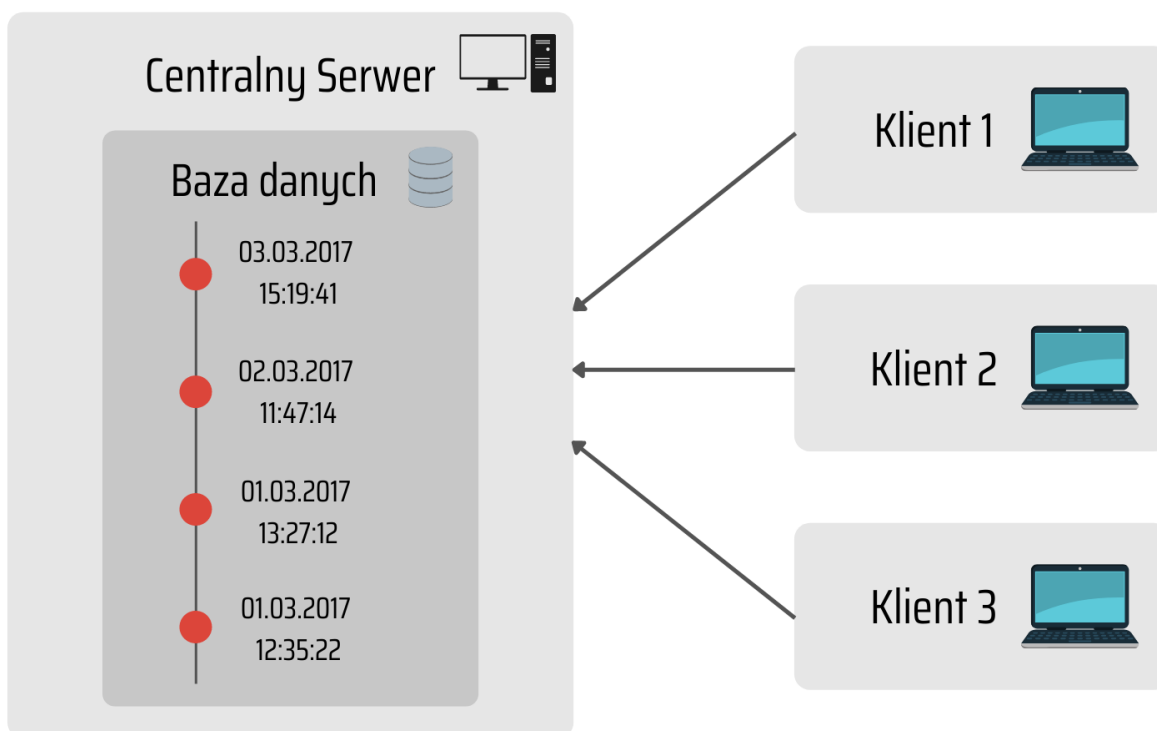 Centralny Serwer
Baza danych
03.03.2017
15:19:41
02.03.2017
11:47:14
01.03.2017
13:27:12
01.03.2017
12:35:22
Klient 1
Klient 2
Klient 3